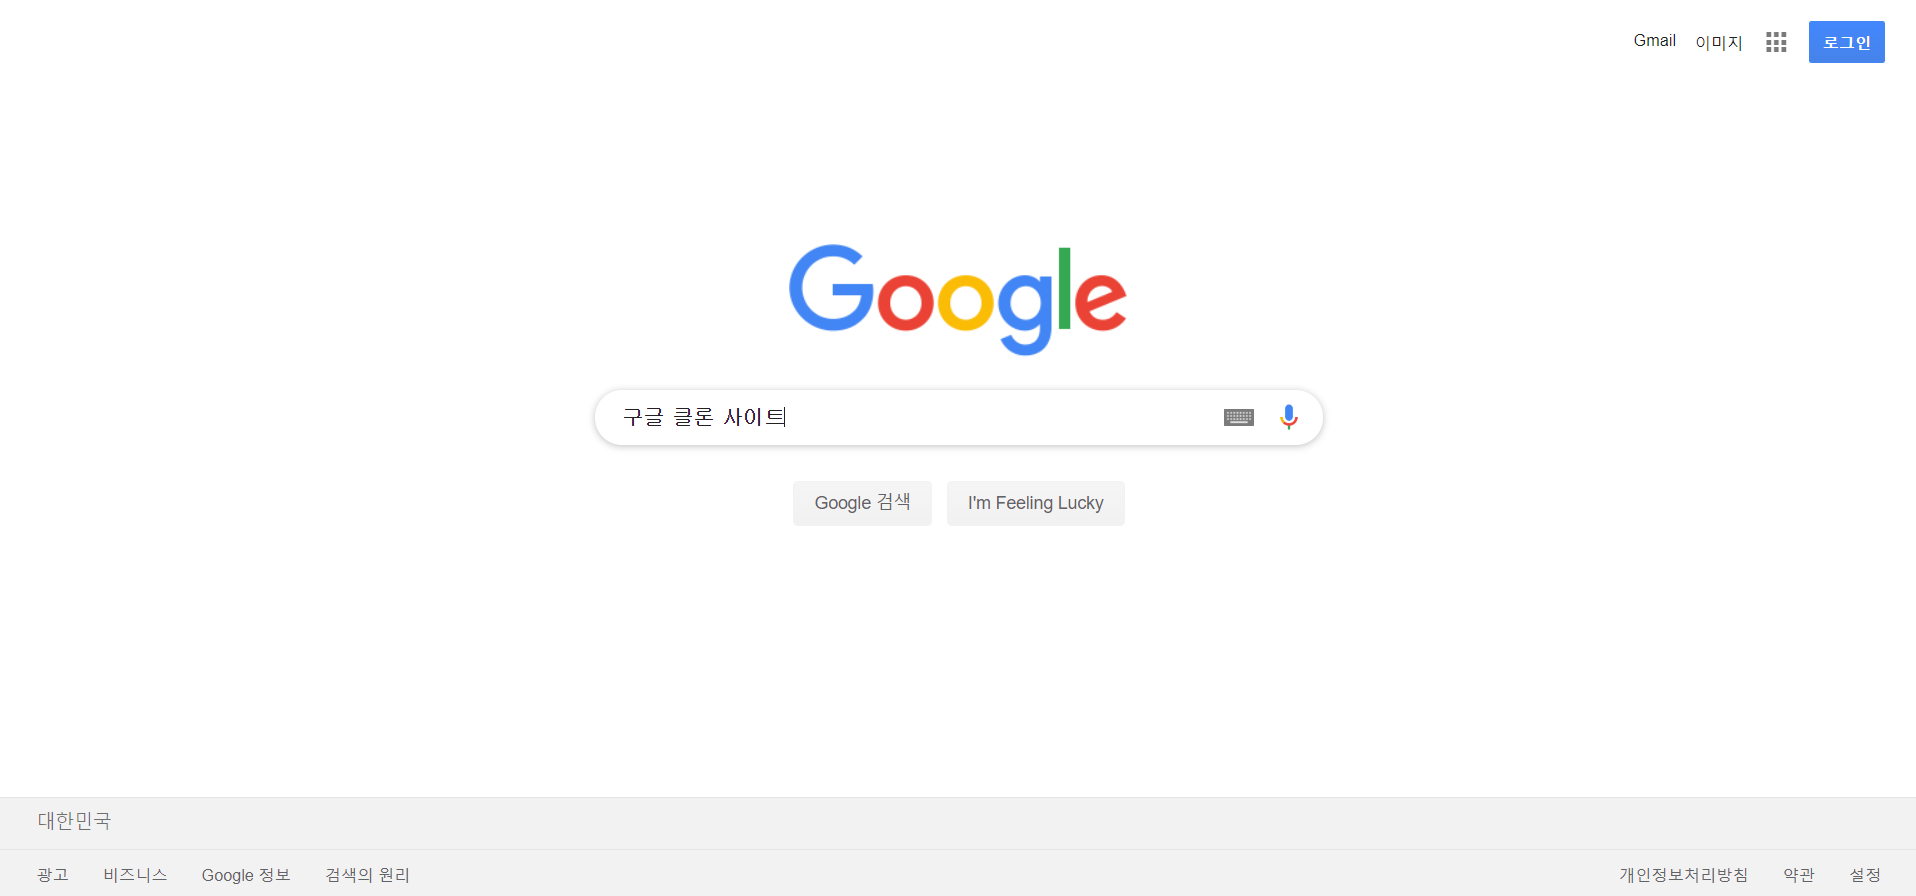 Gmail 이미지 로그인
Google
구글 클론 사이트
Google 검색 I'm Feeling Lucky
대한민국
광고 비즈니스 Google 정보 검색의 원리 개인정보처리방침 약관 설정